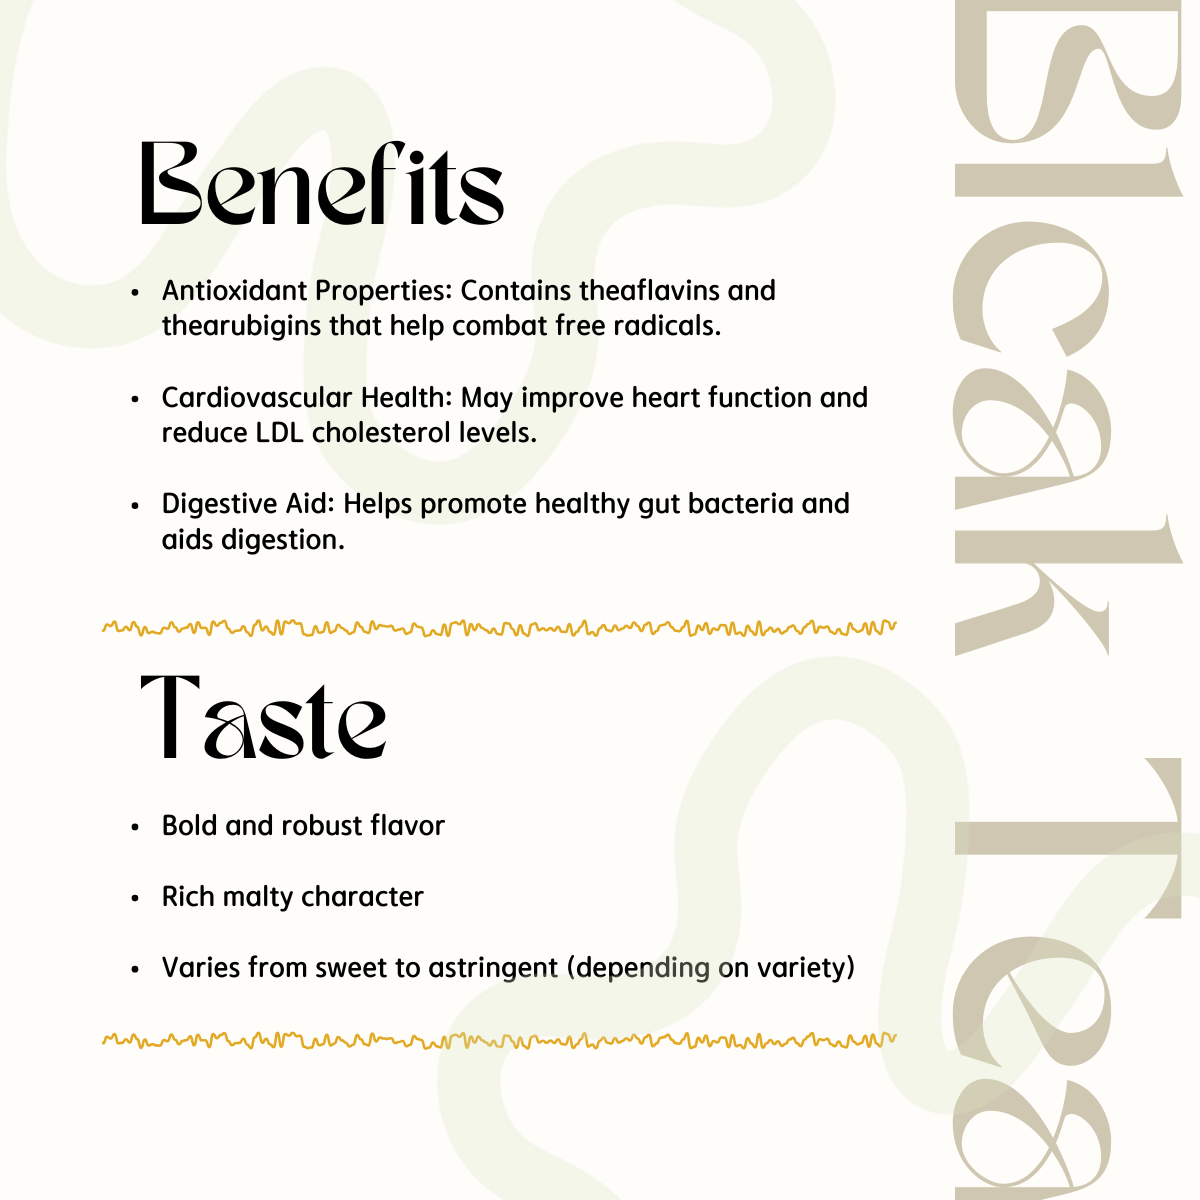 Benefits
• Antioxidant Properties: Contains theaflavins and
thearubigins that help combat free radicals.
• Cardiovascular Health: May improve heart function and
reduce LDL cholesterol levels.
• Digestive Aid: Helps promote healthy gut bacteria and
aids digestion.
Taste
• Bold and robust flavor
• Rich malty character
• Varies from sweet to astringent (depending on variety)
Blcak Tea